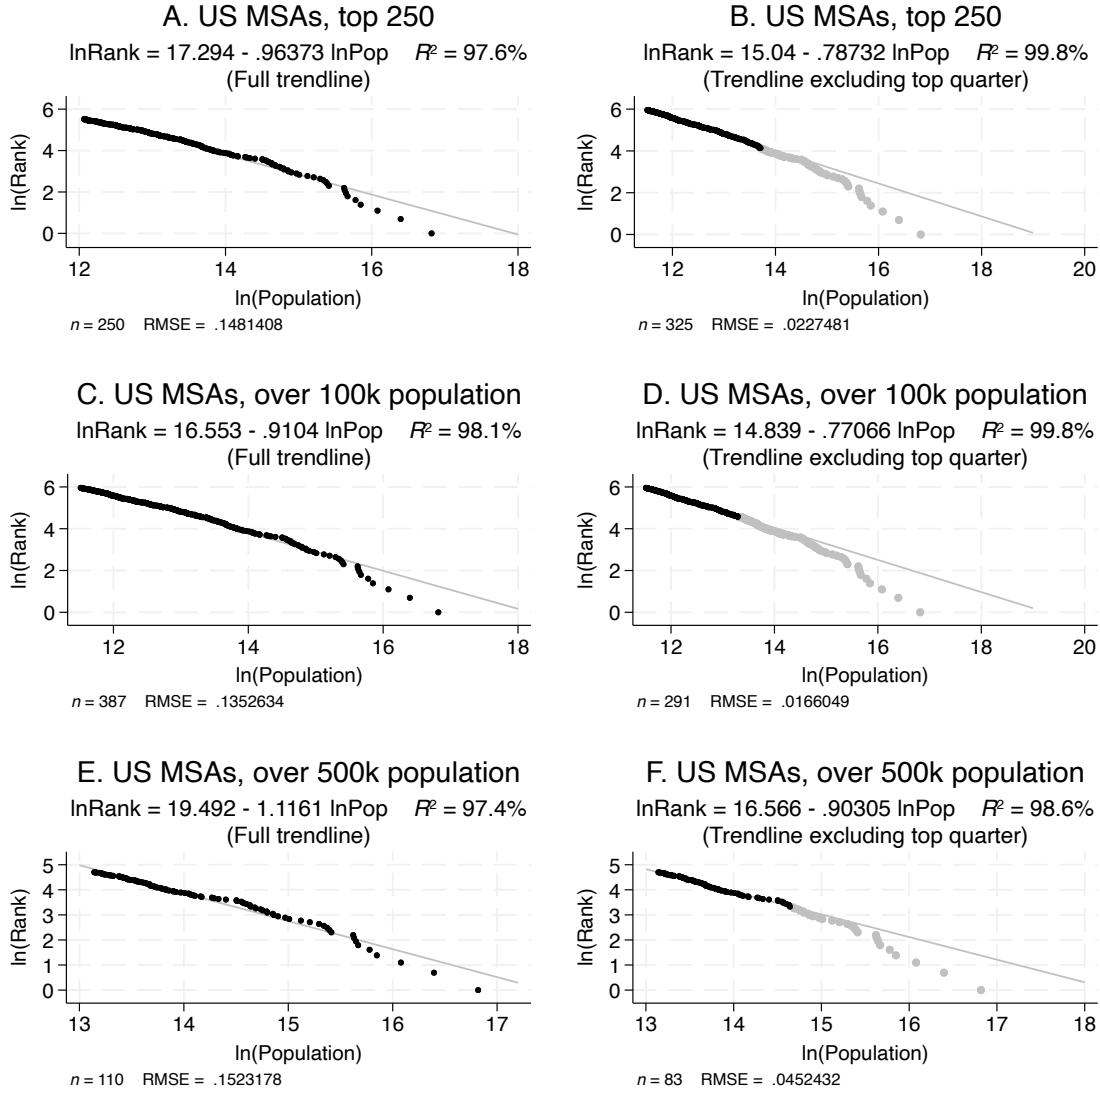 A. US MSAs, top 250
lnRank = 17.294 - .96373 lnPop R² = 97.6%
(Full trendline)
ln(Rank)
6
4
2
0
12 14 16 18
ln(Population)
n = 250 RMSE = .1481408
B. US MSAs, top 250
lnRank = 15.04 - .78732 lnPop R² = 99.8%
(Trendline excluding top quarter)
ln(Rank)
6
4
2
0
12 14 16 18 20
ln(Population)
n = 325 RMSE = .0227481
C. US MSAs, over 100k population
lnRank = 16.553 - .9104 lnPop R² = 98.1%
(Full trendline)
ln(Rank)
6
4
2
0
12 14 16 18
ln(Population)
n = 387 RMSE = .1352634
D. US MSAs, over 100k population
lnRank = 14.839 - .77066 lnPop R² = 99.8%
(Trendline excluding top quarter)
ln(Rank)
6
4
2
0
12 14 16 18 20
ln(Population)
n = 291 RMSE = .0166049
E. US MSAs, over 500k population
lnRank = 19.492 - 1.1161 lnPop R² = 97.4%
(Full trendline)
ln(Rank)
5
4
3
2
1
0
13 14 15 16 17
ln(Population)
n = 110 RMSE = .1523178
F. US MSAs, over 500k population
lnRank = 16.566 - .90305 lnPop R² = 98.6%
(Trendline excluding top quarter)
ln(Rank)
5
4
3
2
1
0
13 14 15 16 17 18
ln(Population)
n = 83 RMSE = .0452432